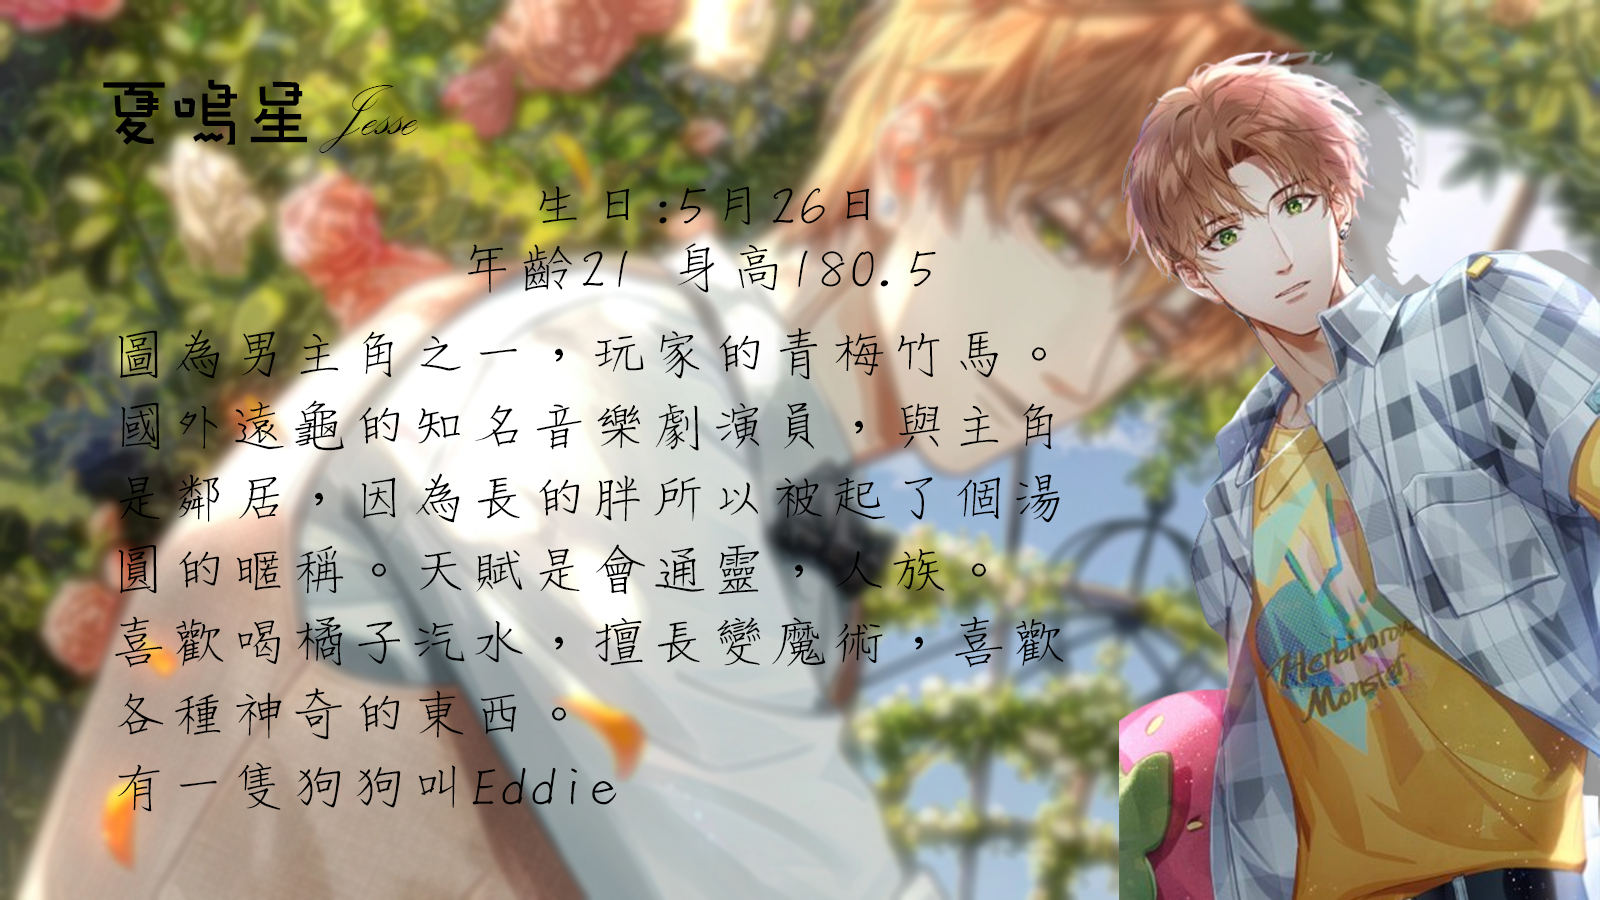 夏鳴星 Jesse
生日:5月26日
年齡21 身高180.5
圖為男主角之一，玩家的青梅竹馬。
國外遠龜的知名音樂劇演員，與主角
是鄰居，因為長的胖所以被起了個湯
圓的暱稱。天賦是會通靈，人族。
喜歡喝橘子汽水，擅長變魔術，喜歡
各種神奇的東西。
有一隻狗狗叫Eddie
Herbivorous
Monster